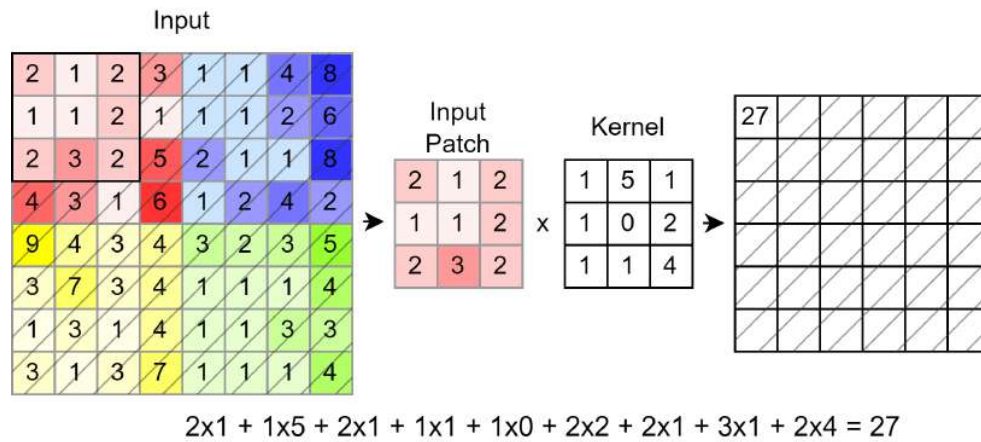 Input
2 1 2 3 1 1 4 8
1 1 2 1 1 1 2 6
2 3 2 5 2 1 1 8
4 3 1 6 1 2 4 2
9 4 3 4 3 2 3 5
3 7 3 4 1 1 1 4
1 3 1 4 1 1 3 3
3 1 3 7 1 1 1 4
Input
Patch
2 1 2
1 1 2
2 3 2
x
Kernel
1 5 1
1 0 2
1 1 4
27
2x1 + 1x5 + 2x1 + 1x1 + 1x0 + 2x2 + 2x1 + 3x1 + 2x4 = 27